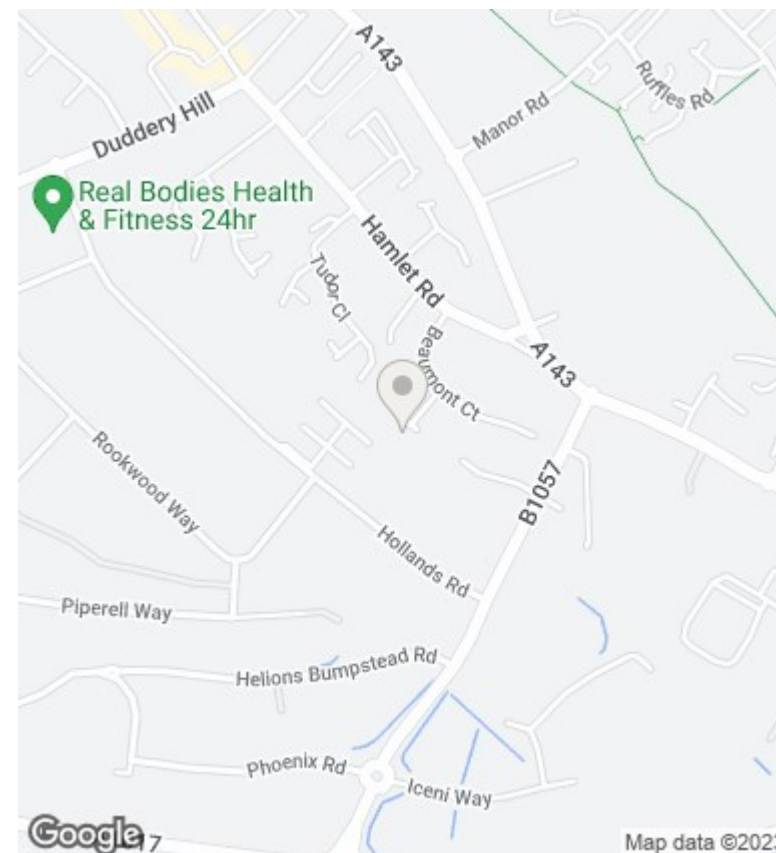 A143
Ruffles Rd
Manor Rd
Duddery Hill
Real Bodies Health
& Fitness 24hr
Hamlet Rd
Tudor Cl
Beaumont Ct
A143
Rookwood Way
B1057
Hollands Rd
Piperell Way
Helions Bumpstead Rd
Phoenix Rd
Iceni Way
Google
Map data ©2023